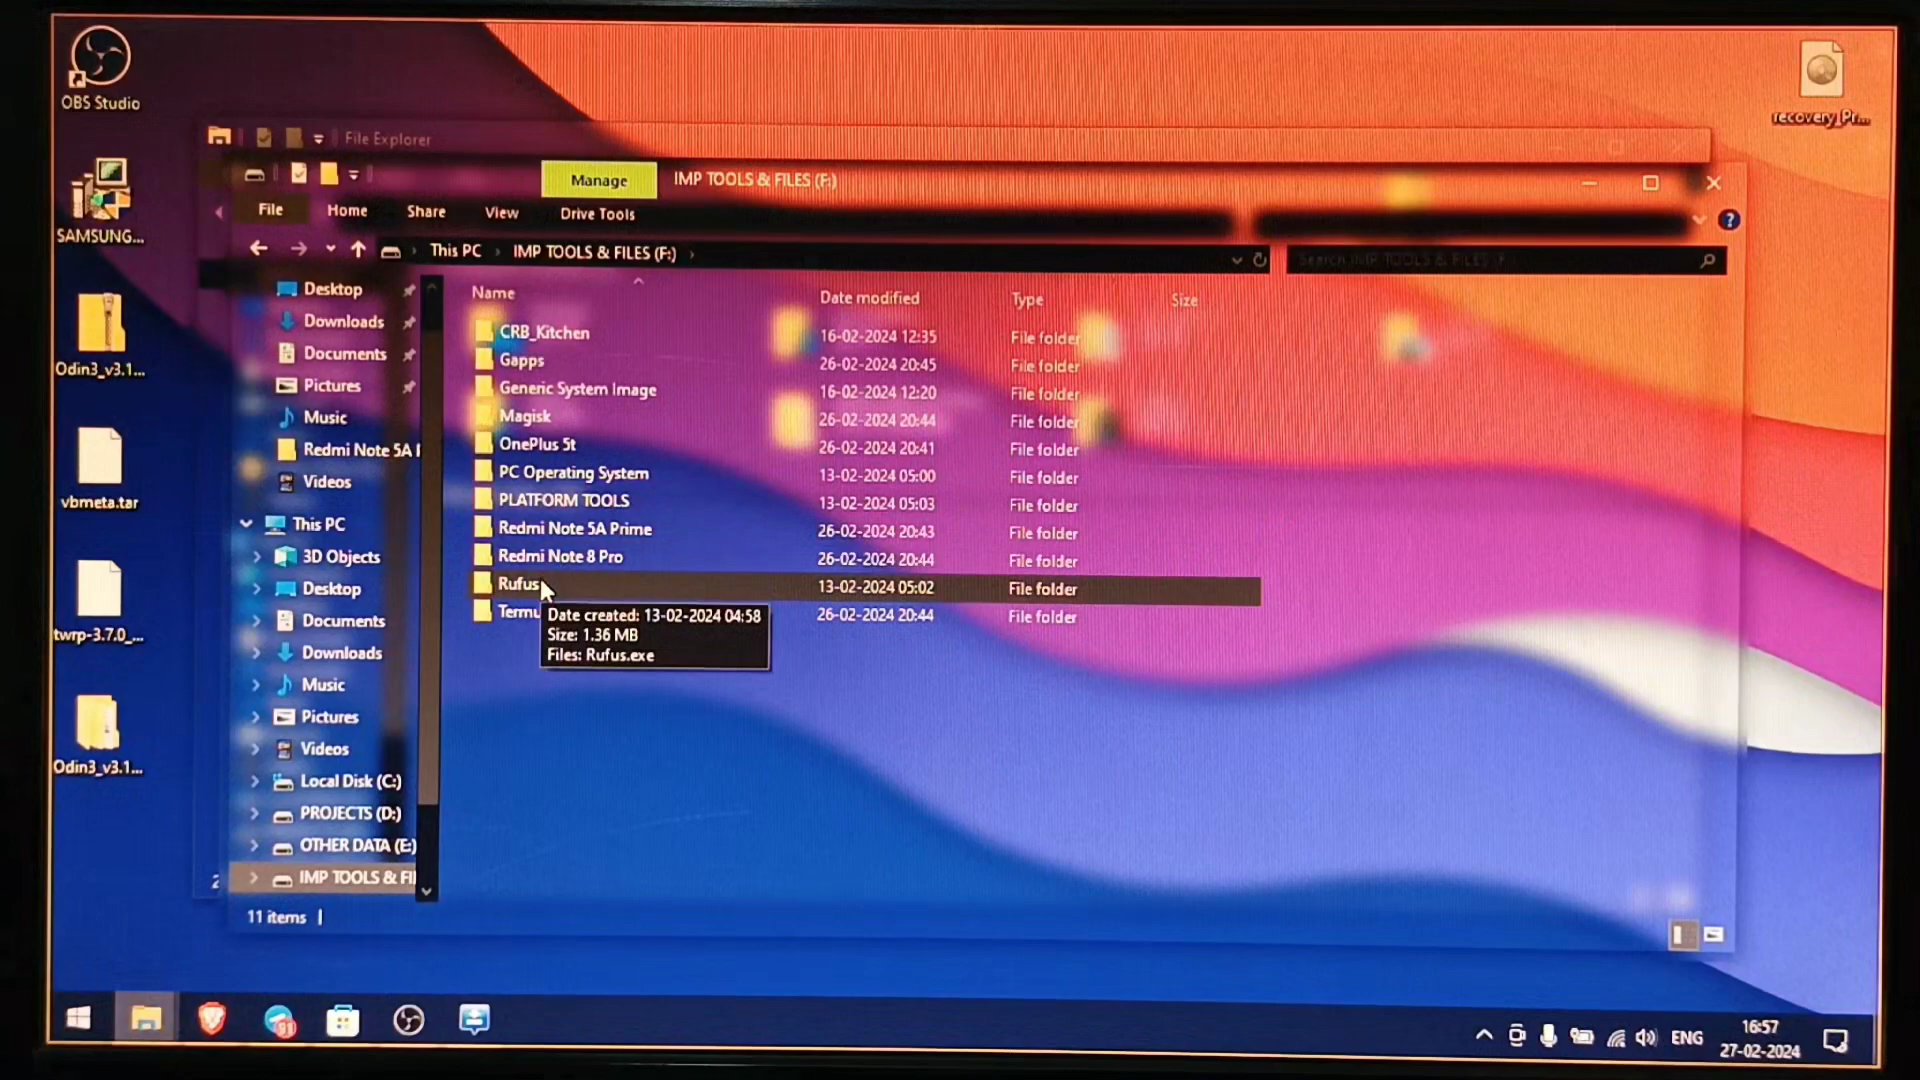 OBS Studio
SAMSUNG...
Odin3_v3.1...
vbmeta.tar
twrp-3.7.0_...
Odin3_v3.1...
recovery_Pr...
File Explorer
Manage
IMP TOOLS & FILES (F:)
File
Home
Share
View
Drive Tools
This PC
IMP TOOLS & FILES (F:)
Search IMP TOOLS & FILES (F...
Desktop
Downloads
Documents
Pictures
Music
Redmi Note 5A
Videos
This PC
3D Objects
Desktop
Documents
Downloads
Music
Pictures
Videos
Local Disk (C:)
PROJECTS (D:)
OTHER DATA (E:)
IMP TOOLS & FI
Name Date modified Type Size
CRB_Kitchen 16-02-2024 12:35 File folder
Gapps 26-02-2024 20:45 File folder
Generic System Image 16-02-2024 12:20 File folder
Magisk 26-02-2024 20:44 File folder
OnePlus 5t 26-02-2024 20:41 File folder
PC Operating System 13-02-2024 05:00 File folder
PLATFORM TOOLS 13-02-2024 05:03 File folder
Redmi Note 5A Prime 26-02-2024 20:43 File folder
Redmi Note 8 Pro 26-02-2024 20:44 File folder
Rufus 13-02-2024 05:02 File folder
Termu 26-02-2024 20:44 File folder
Date created: 13-02-2024 04:58
Size: 1.36 MB
Files: Rufus.exe
2
11 items
91
ENG
16:57
27-02-2024